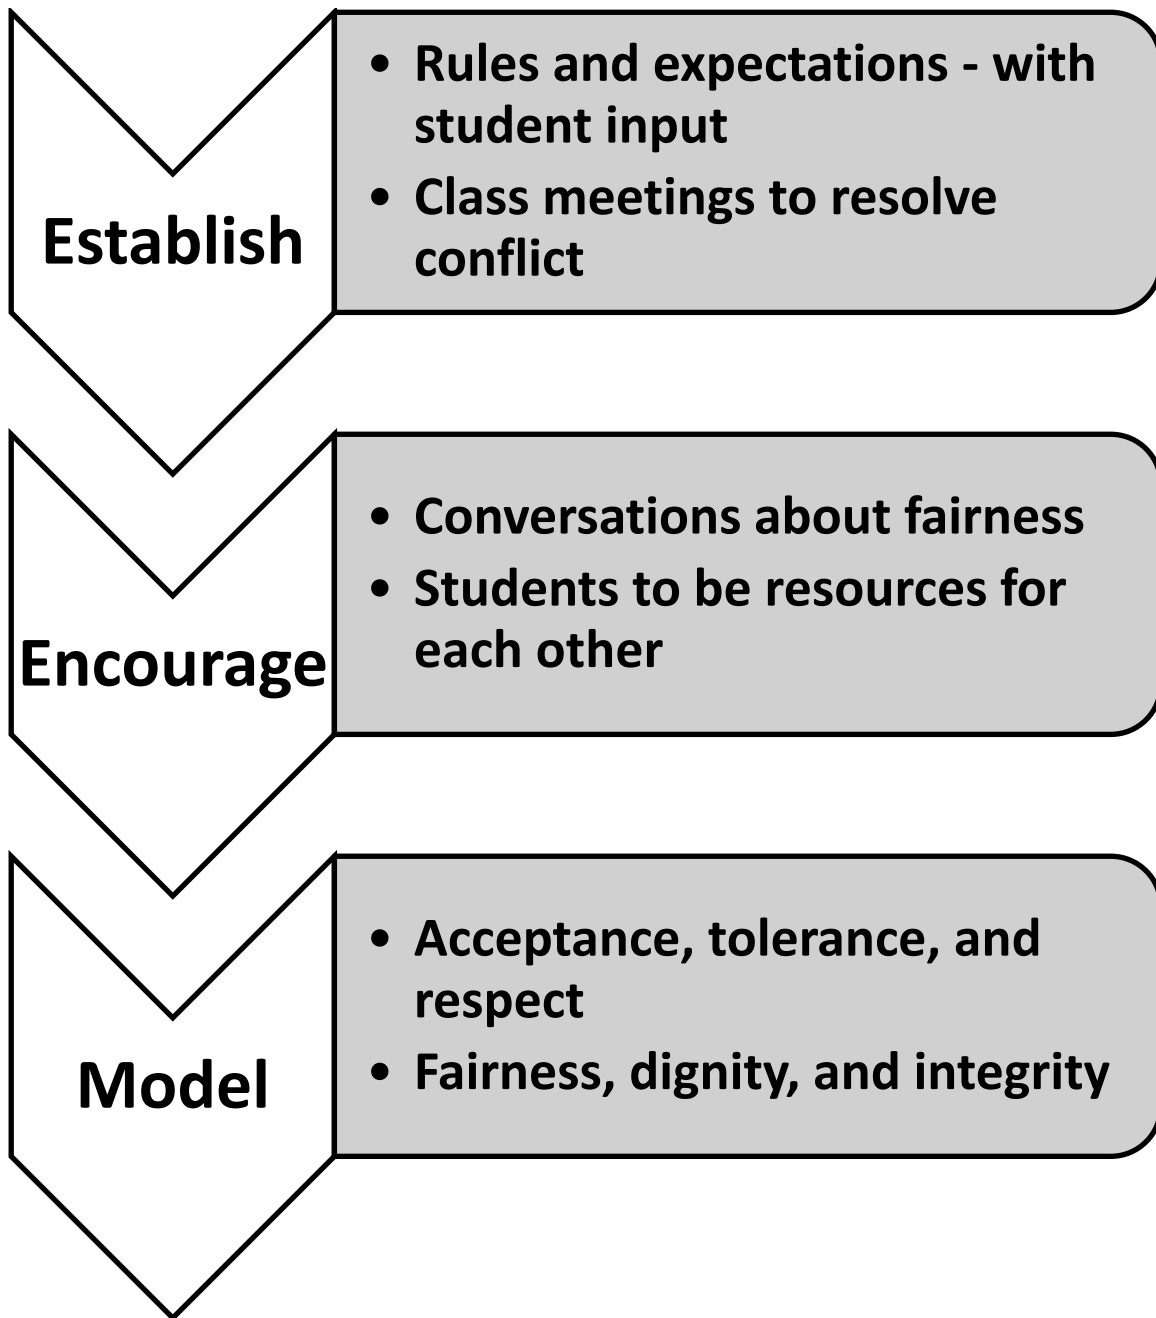 Establish
• Rules and expectations - with
student input
• Class meetings to resolve
conflict
Encourage
• Conversations about fairness
• Students to be resources for
each other
Model
• Acceptance, tolerance, and
respect
• Fairness, dignity, and integrity